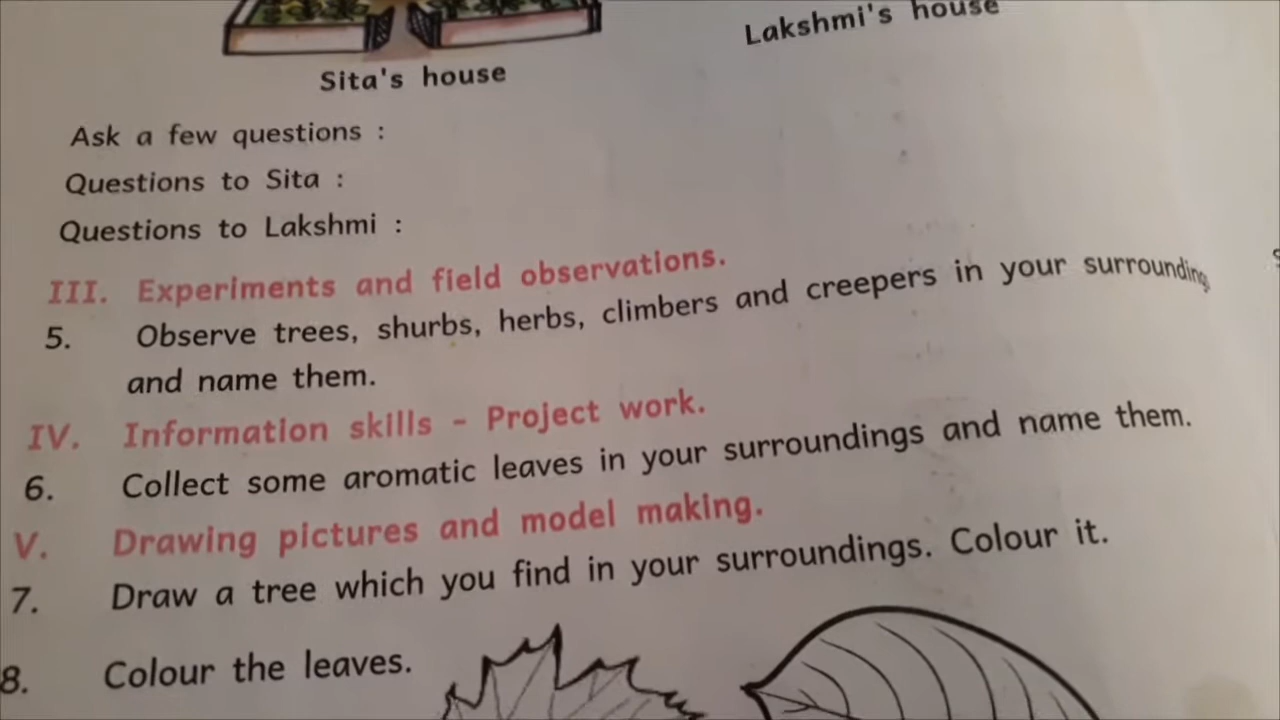 Sita's house
Lakshmi's house
Ask a few questions :
Questions to Sita :
Questions to Lakshmi :
III. Experiments and field observations.
5. Observe trees, shurbs, herbs, climbers and creepers in your surroundings
and name them.
IV. Information skills - Project work.
6. Collect some aromatic leaves in your surroundings and name them.
V. Drawing pictures and model making.
7. Draw a tree which you find in your surroundings. Colour it.
8. Colour the leaves.